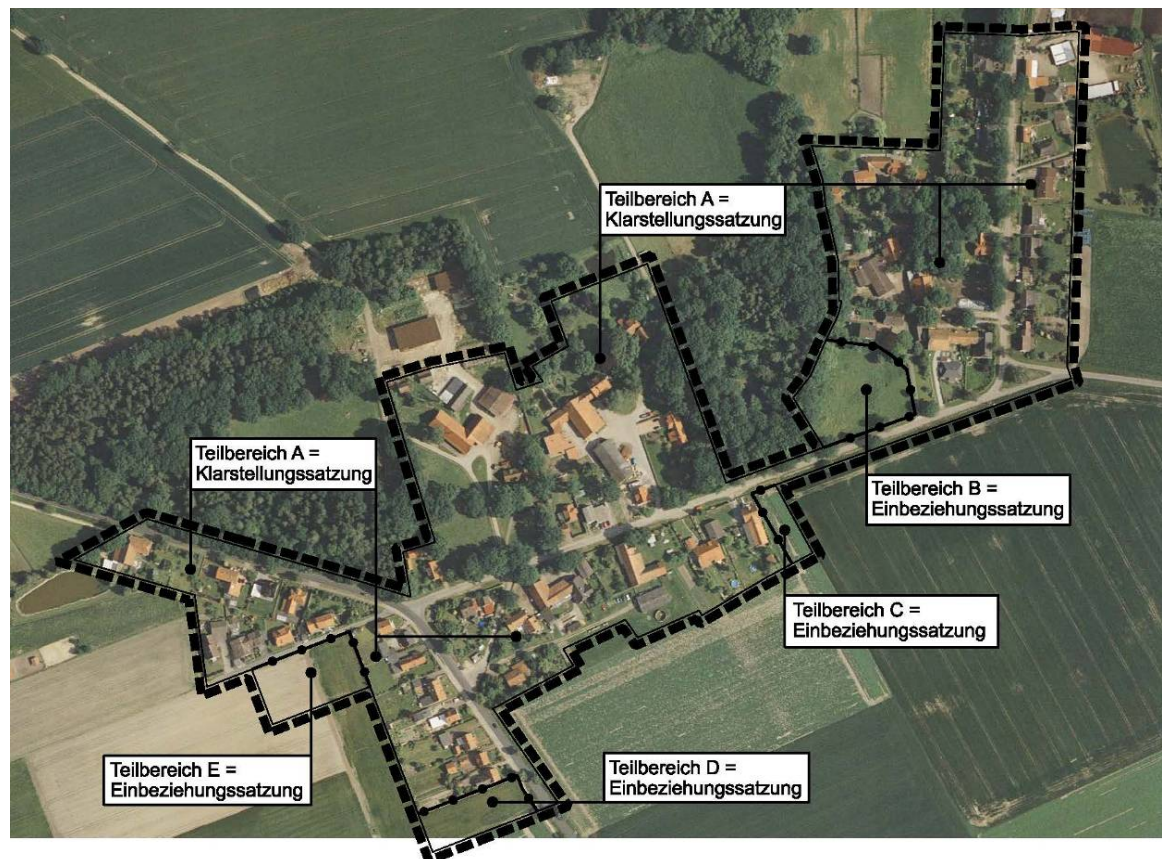 Teilbereich A =
Klarstellungssatzung
Teilbereich A =
Klarstellungssatzung
Teilbereich B =
Einbeziehungssatzung
Teilbereich C =
Einbeziehungssatzung
Teilbereich E =
Einbeziehungssatzung
Teilbereich D =
Einbeziehungssatzung